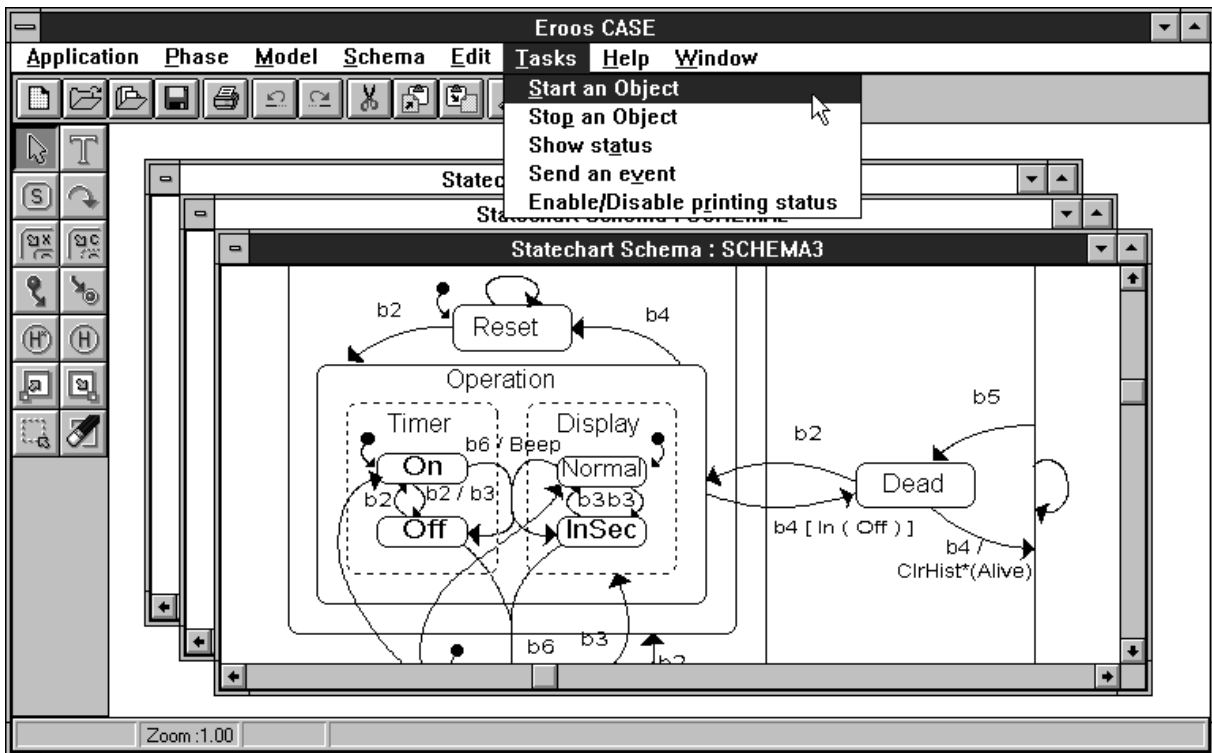 Eroos CASE
Application Phase Model Schema Edit Tasks Help Window
Start an Object
Stop an Object
Show status
Send an event
Enable/Disable printing status
T
S
X
C
H*
H
Statechart Schema : SCHEMA3
b2
b4
Reset
Operation
Timer
Display
b6 / Beep
On
Normal
b2
b2 / b3
b3
b3
Off
InSec
b6
b3
b2
b5
b2
Dead
b4 [ In ( Off ) ]
b4 /
ClrHist*(Alive)
Zoom :1.00